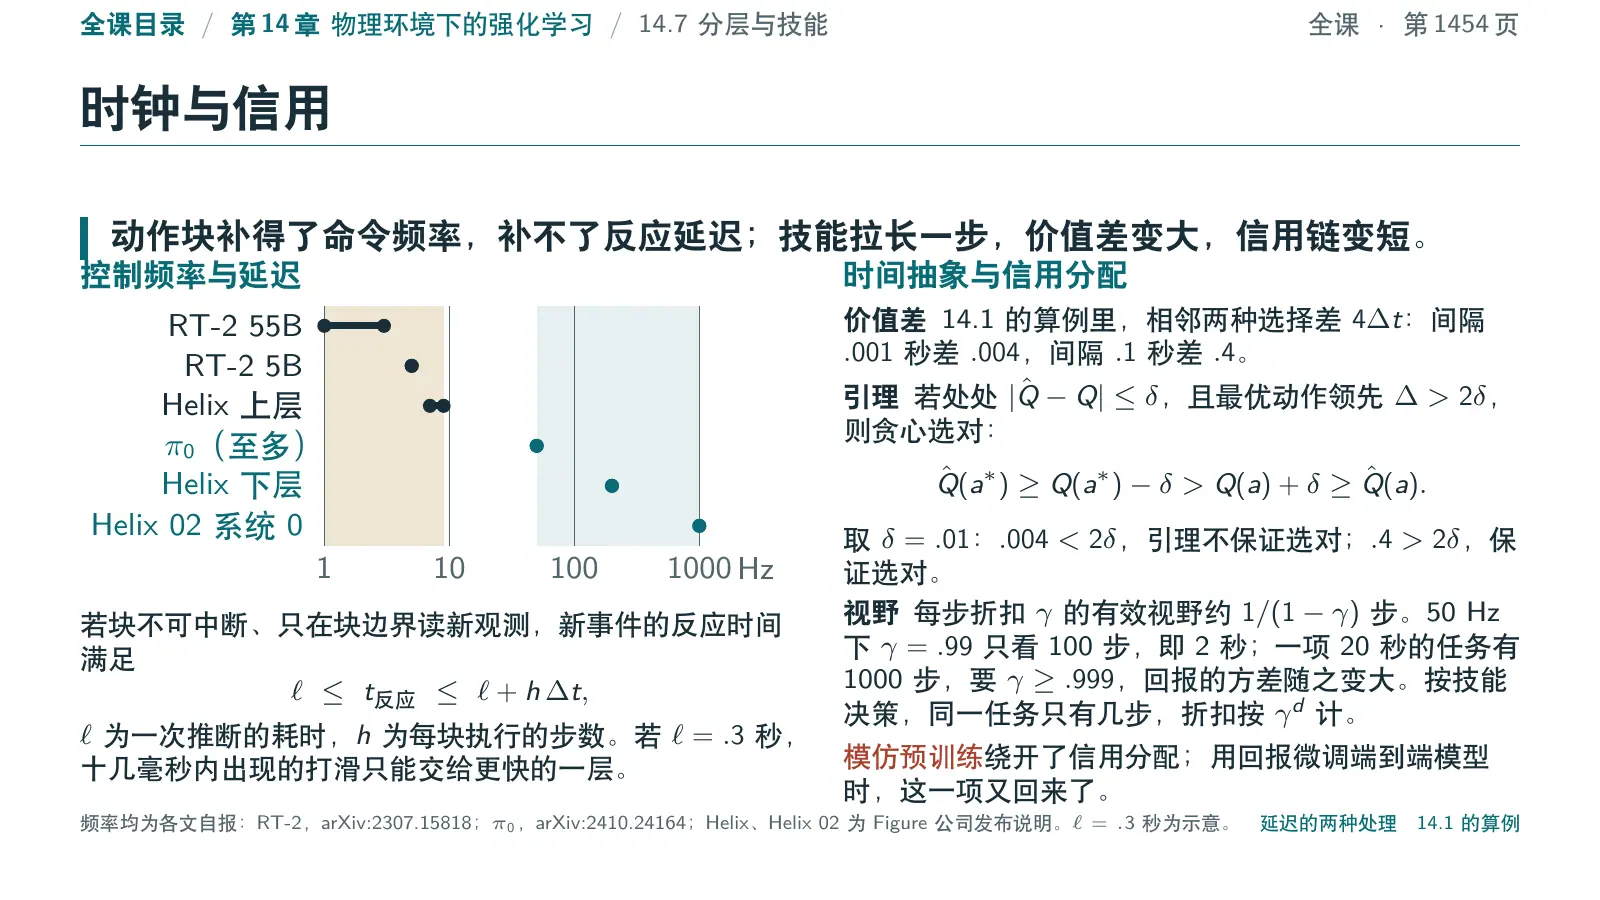 全课目录 / 第 14 章 物理环境下的强化学习 / 14.7 分层与技能
全课 · 第 1454 页
时钟与信用
动作块补得了命令频率，补不了反应延迟；技能拉长一步，价值差变大，信用链变短。
控制频率与延迟
RT-2 55B
RT-2 5B
Helix 上层
π₀（至多）
Helix 下层
Helix 02 系统 0
1 10 100 1000 Hz
若块不可中断、只在块边界读新观测，新事件的反应时间
满足
ℓ ≤ t反应 ≤ ℓ + h Δt,
ℓ 为一次推断的耗时，h 为每块执行的步数。若 ℓ = .3 秒，
十几毫秒内出现的打滑只能交给更快的一层。
时间抽象与信用分配
价值差 14.1 的算例里，相邻两种选择差 4Δt：间隔
.001 秒差 .004，间隔 .1 秒差 .4。
引理 若处处 |Q̂ − Q| ≤ δ，且最优动作领先 Δ > 2δ，
则贪心选对：
Q̂(a*) ≥ Q(a*) − δ > Q(a) + δ ≥ Q̂(a).
取 δ = .01：.004 < 2δ，引理不保证选对；.4 > 2δ，保
证选对。
视野 每步折扣 γ 的有效视野约 1/(1 − γ) 步。50 Hz
下 γ = .99 只看 100 步，即 2 秒；一项 20 秒的任务有
1000 步，要 γ ≥ .999，回报的方差随之变大。按技能
决策，同一任务只有几步，折扣按 γᵈ 计。
模仿预训练绕开了信用分配；用回报微调端到端模型
时，这一项又回来了。
频率均为各文自报：RT-2，arXiv:2307.15818；π₀，arXiv:2410.24164；Helix、Helix 02 为 Figure 公司发布说明。ℓ = .3 秒为示意。 延迟的两种处理 14.1 的算例